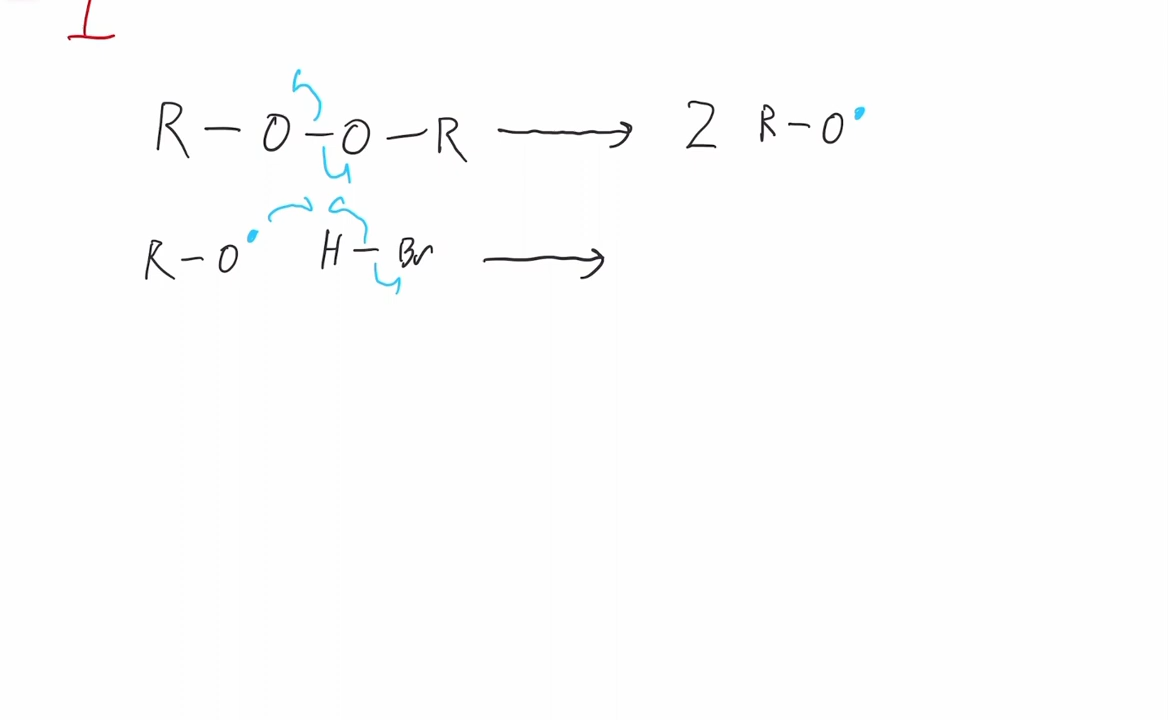 I
R - O - O - R ⟶ 2 R - O•
R - O• H - Br ⟶